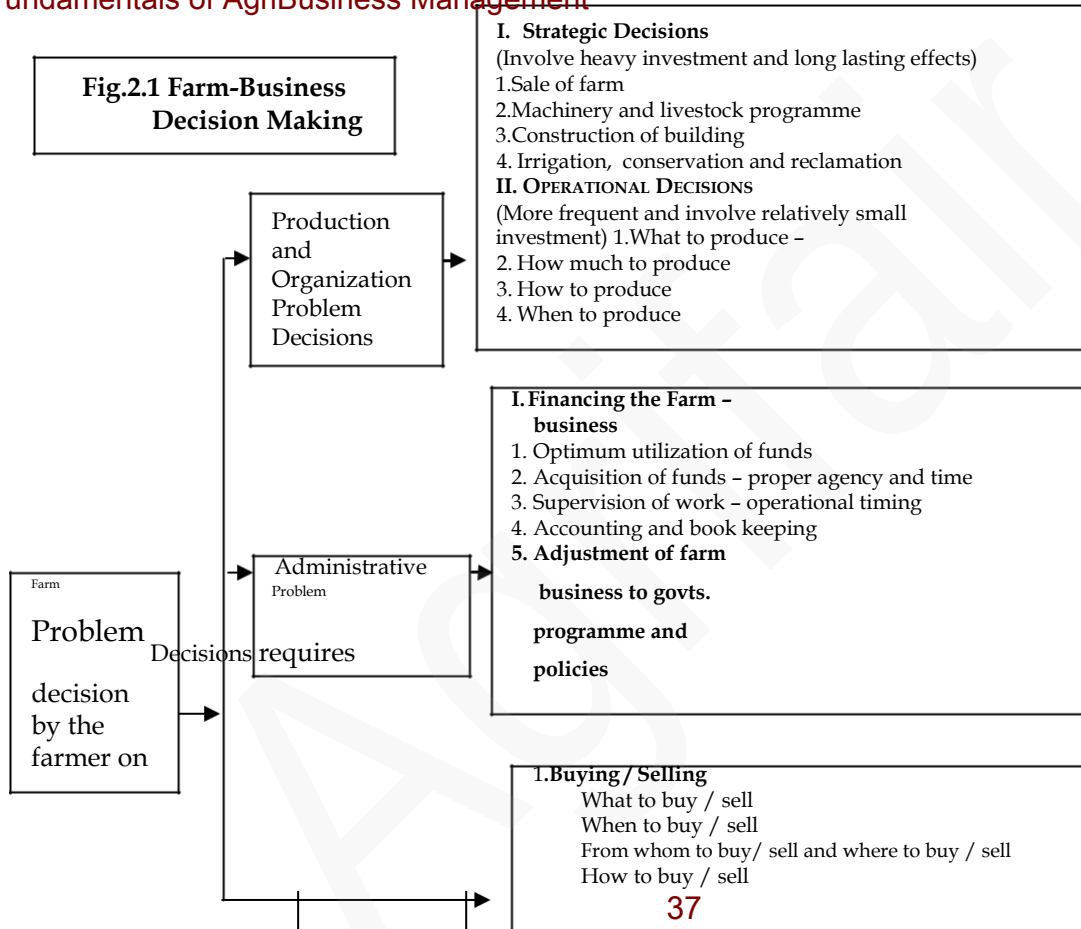 undamentals of AgriBusiness Management
Fig.2.1 Farm-Business
Decision Making
I. Strategic Decisions
(Involve heavy investment and long lasting effects)
1.Sale of farm
2.Machinery and livestock programme
3.Construction of building
4. Irrigation, conservation and reclamation
II. OPERATIONAL DECISIONS
(More frequent and involve relatively small
investment) 1.What to produce –
2. How much to produce
3. How to produce
4. When to produce
Production
and
Organization
Problem
Decisions
I. Financing the Farm –
business
1. Optimum utilization of funds
2. Acquisition of funds – proper agency and time
3. Supervision of work – operational timing
4. Accounting and book keeping
5. Adjustment of farm
business to govts.
programme and
policies
Administrative
Problem
Decisions
Farm
Problem
requires
decision
by the
farmer on
1.Buying / Selling
What to buy / sell
When to buy / sell
From whom to buy/ sell and where to buy / sell
How to buy / sell
37
Agrifair